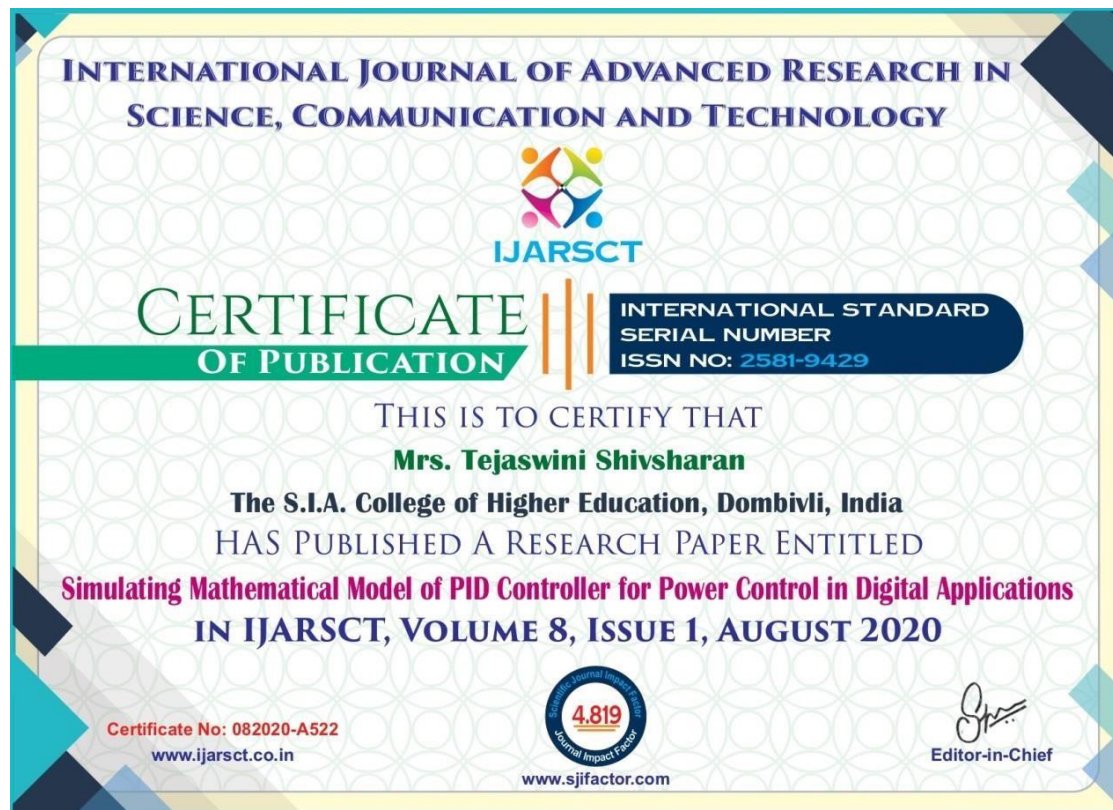 INTERNATIONAL JOURNAL OF ADVANCED RESEARCH IN
SCIENCE, COMMUNICATION AND TECHNOLOGY
IJARSCT
CERTIFICATE
OF PUBLICATION
INTERNATIONAL STANDARD
SERIAL NUMBER
ISSN NO: 2581-9429
THIS IS TO CERTIFY THAT
Mrs. Tejaswini Shivsharan
The S.I.A. College of Higher Education, Dombivli, India
HAS PUBLISHED A RESEARCH PAPER ENTITLED
Simulating Mathematical Model of PID Controller for Power Control in Digital Applications
IN IJARSCT, VOLUME 8, ISSUE 1, AUGUST 2020
Certificate No: 082020-A522
www.ijarsct.co.in
Scientific Journal Impact Factor
4.819
Journal Impact Factor
www.sjifactor.com
Editor-in-Chief